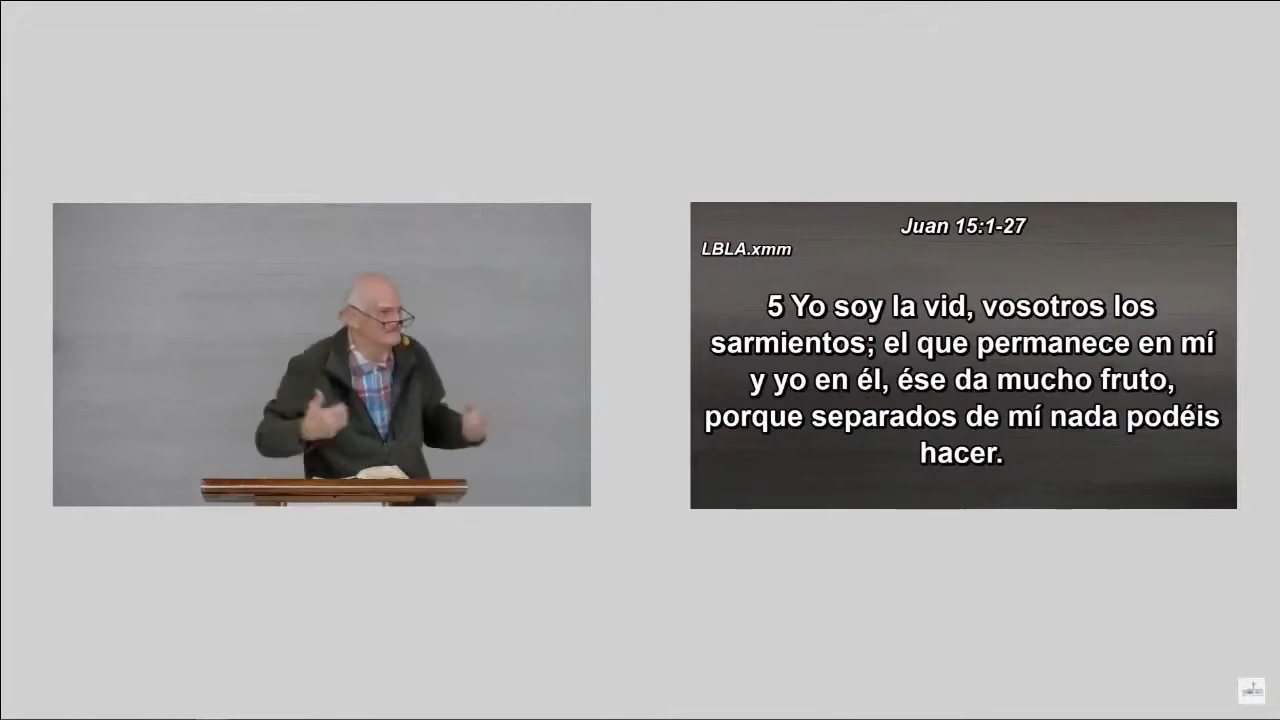 Juan 15:1-27
LBLA.xmm
5 Yo soy la vid, vosotros los
sarmientos; el que permanece en mí
y yo en él, ése da mucho fruto,
porque separados de mí nada podéis
hacer.